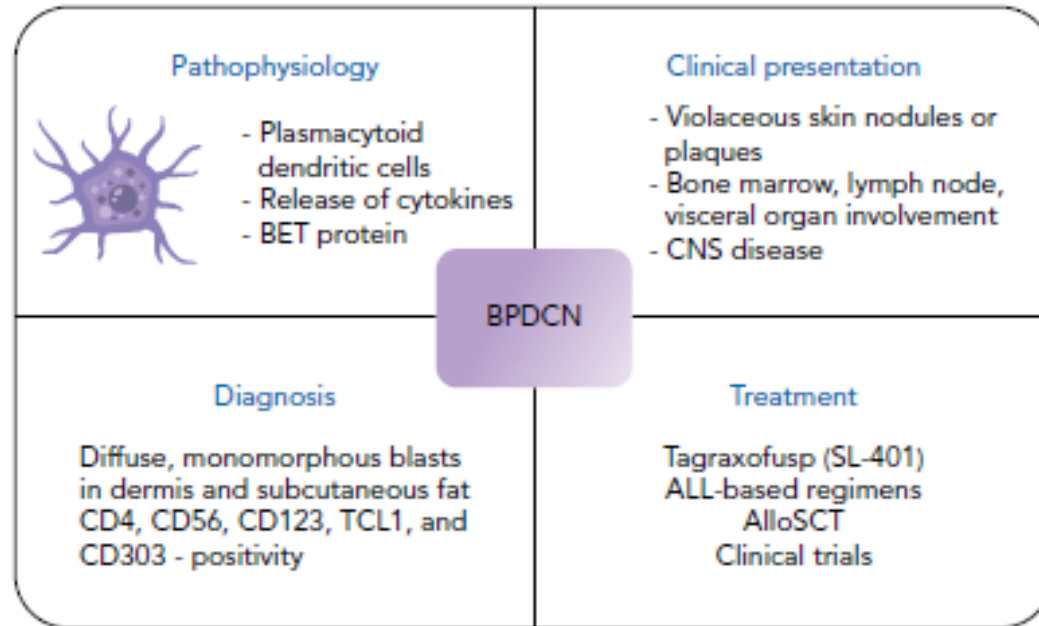 Pathophysiology
- Plasmacytoid
dendritic cells
- Release of cytokines
- BET protein
Clinical presentation
- Violaceous skin nodules or
plaques
- Bone marrow, lymph node,
visceral organ involvement
- CNS disease
BPDCN
Diagnosis
Diffuse, monomorphous blasts
in dermis and subcutaneous fat
CD4, CD56, CD123, TCL1, and
CD303 - positivity
Treatment
Tagraxofusp (SL-401)
ALL-based regimens
AlloSCT
Clinical trials